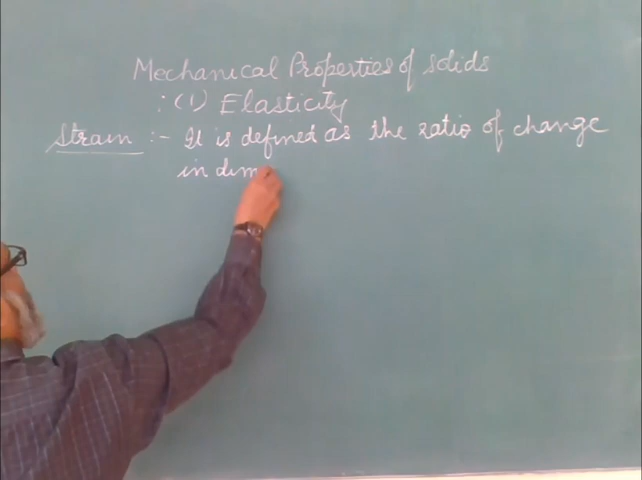 Mechanical Properties of solids
:(1) Elasticity
Strain :- It is defined as the ratio of change
in dim